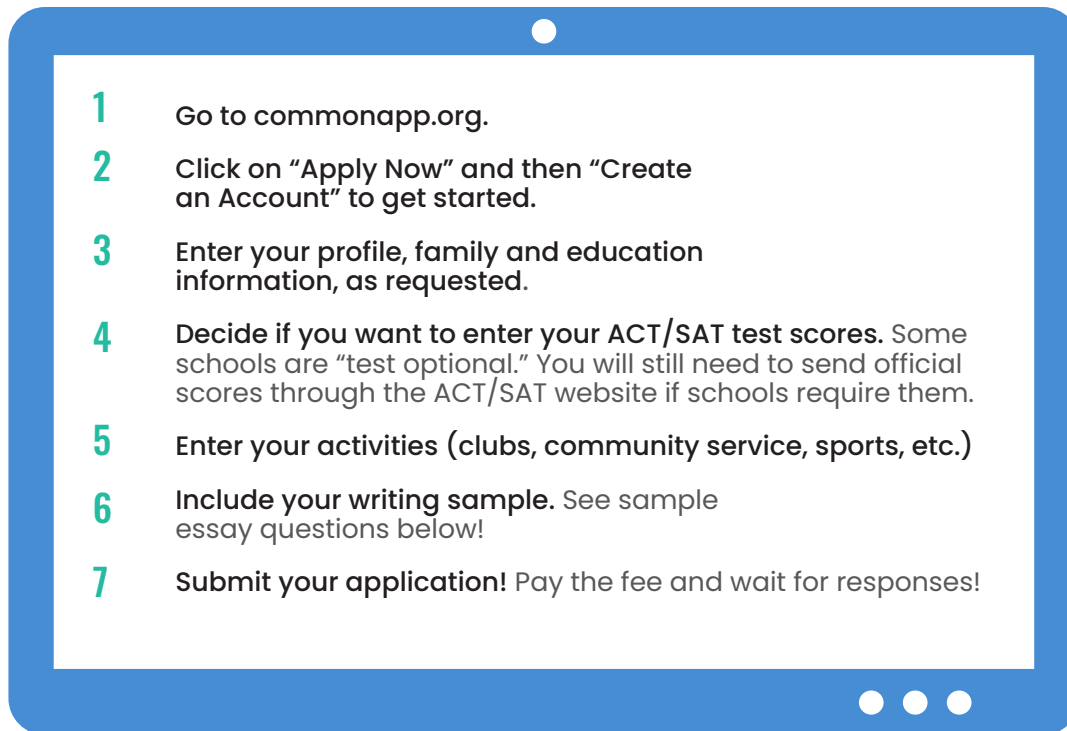 1 Go to commonapp.org.
2 Click on “Apply Now” and then “Create
an Account” to get started.
3 Enter your profile, family and education
information, as requested.
4 Decide if you want to enter your ACT/SAT test scores. Some
schools are “test optional.” You will still need to send official
scores through the ACT/SAT website if schools require them.
5 Enter your activities (clubs, community service, sports, etc.)
6 Include your writing sample. See sample
essay questions below!
7 Submit your application! Pay the fee and wait for responses!